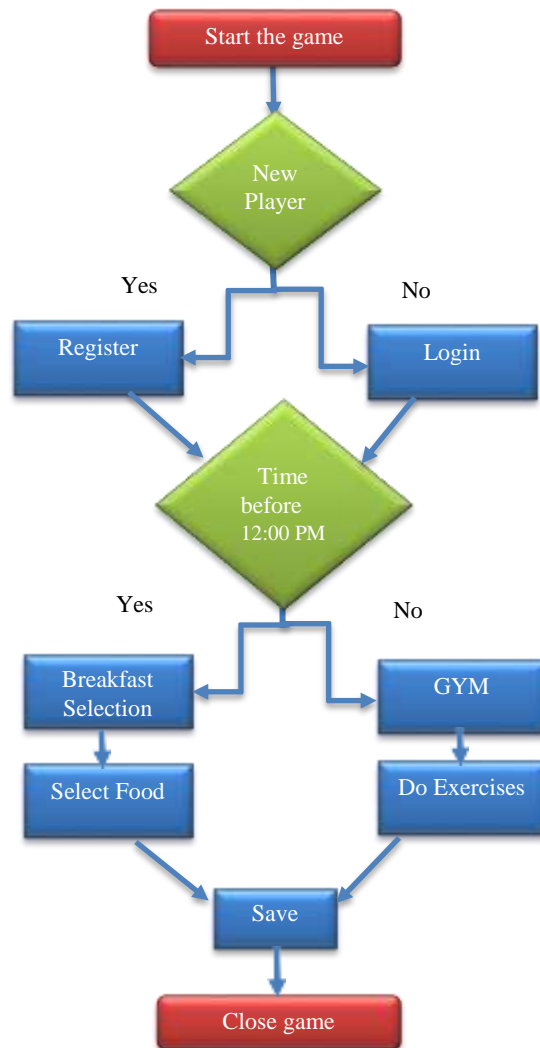 Start the game
New
Player
Yes
No
Register
Login
Time
before
12:00 PM
Yes
No
Breakfast
Selection
GYM
Select Food
Do Exercises
Save
Close game